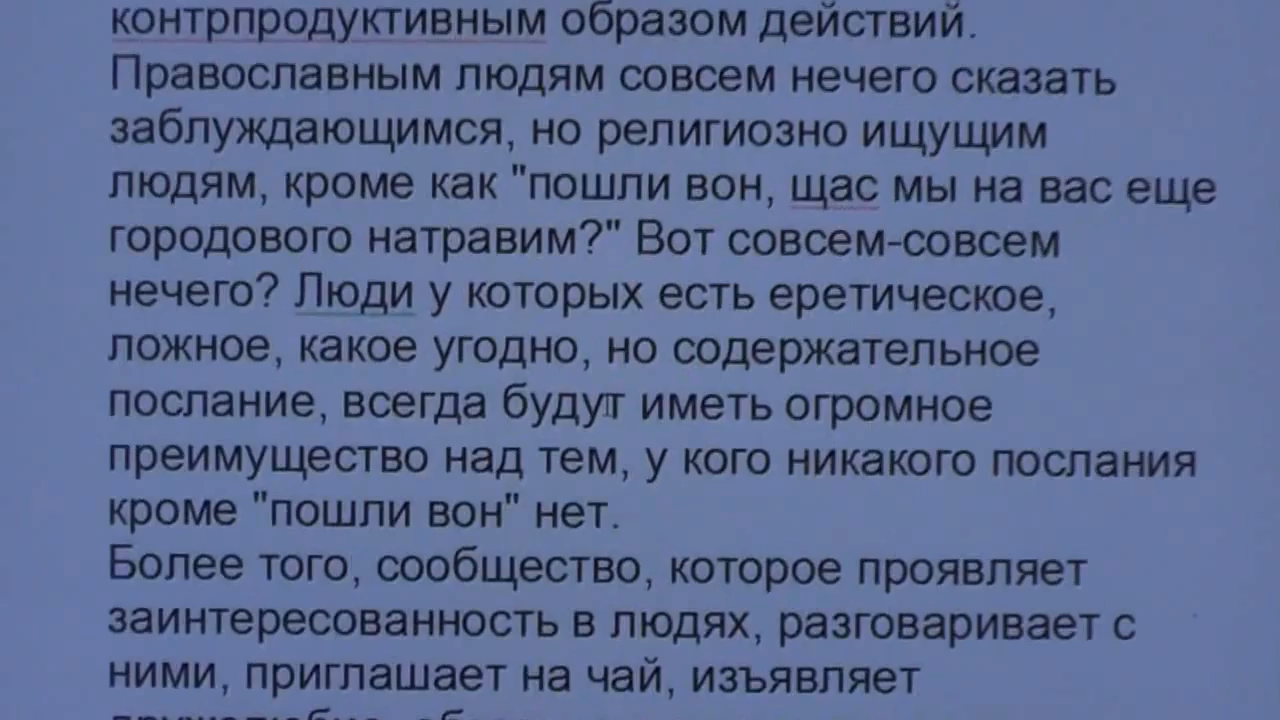 контрпродуктивным образом действий.
Православным людям совсем нечего сказать
заблуждающимся, но религиозно ищущим
людям, кроме как "пошли вон, щас мы на вас еще
городового натравим?" Вот совсем-совсем
нечего? Люди у которых есть еретическое,
ложное, какое угодно, но содержательное
послание, всегда будут иметь огромное
преимущество над тем, у кого никакого послания
кроме "пошли вон" нет.
Более того, сообщество, которое проявляет
заинтересованность в людях, разговаривает с
ними, приглашает на чай, изъявляет